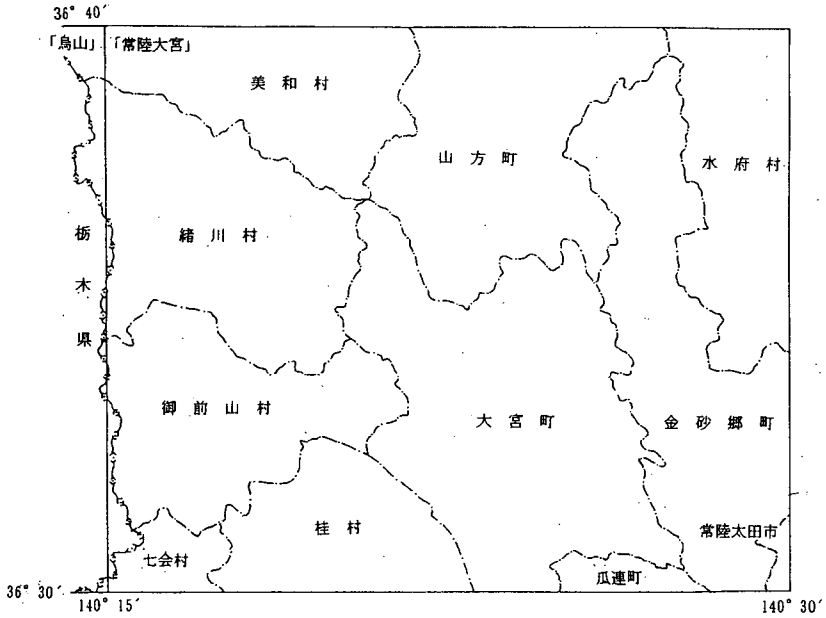 36° 40′
「烏山」「常陸大宮」
美和村
山方町
水府村
緒川村
栃木県
御前山村
大宮町
金砂郷町
桂村
常陸太田市
七会村
瓜連町
36° 30′
140° 15′
140° 30′